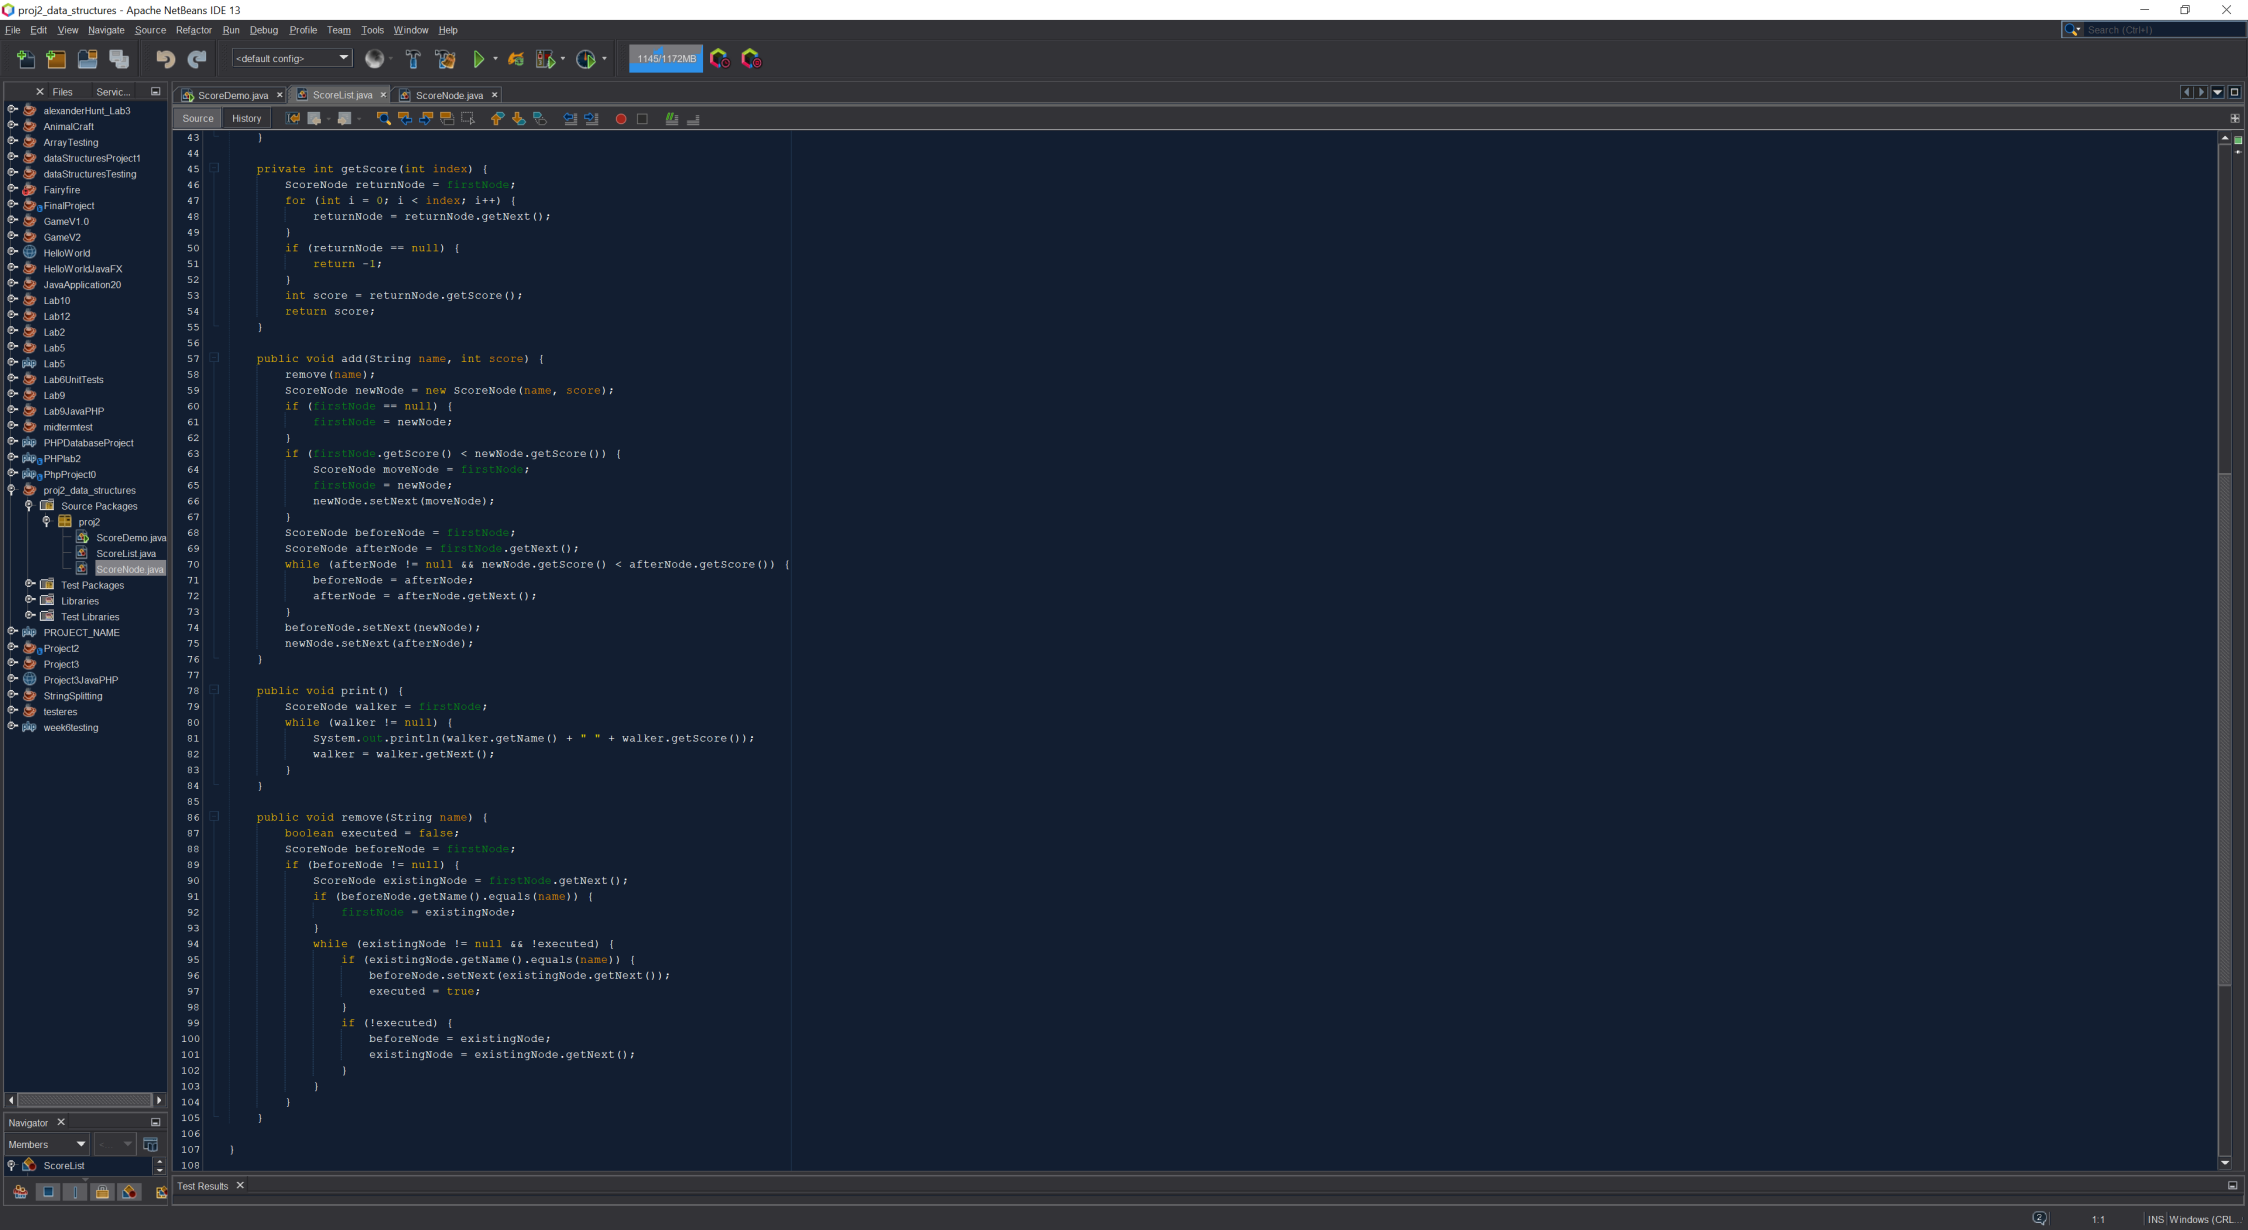 proj2_data_structures - Apache NetBeans IDE 13
File Edit View Navigate Source Refactor Run Debug Profile Team Tools Window Help
Search (Ctrl+I)
<default config>
1145/1172MB
Files Servic...
alexanderHunt_Lab3
AnimalCraft
ArrayTesting
dataStructuresProject1
dataStructuresTesting
Fairyfire
FinalProject
GameV1.0
GameV2
HelloWorld
HelloWorldJavaFX
JavaApplication20
Lab10
Lab12
Lab2
Lab5
Lab5
Lab6UnitTests
Lab9
Lab9JavaPHP
midtermtest
PHPDatabaseProject
PHPlab2
PhpProject0
proj2_data_structures
Source Packages
proj2
ScoreDemo.java
ScoreList.java
ScoreNode.java
Test Packages
Libraries
Test Libraries
PROJECT_NAME
Project2
Project3
Project3JavaPHP
StringSplitting
testeres
week6testing
Navigator
Members
ScoreList
ScoreDemo.java ScoreList.java ScoreNode.java
Source History
43 }
44
45 private int getScore(int index) {
46 ScoreNode returnNode = firstNode;
47 for (int i = 0; i < index; i++) {
48 returnNode = returnNode.getNext();
49 }
50 if (returnNode == null) {
51 return -1;
52 }
53 int score = returnNode.getScore();
54 return score;
55 }
56
57 public void add(String name, int score) {
58 remove(name);
59 ScoreNode newNode = new ScoreNode(name, score);
60 if (firstNode == null) {
61 firstNode = newNode;
62 }
63 if (firstNode.getScore() < newNode.getScore()) {
64 ScoreNode moveNode = firstNode;
65 firstNode = newNode;
66 newNode.setNext(moveNode);
67 }
68 ScoreNode beforeNode = firstNode;
69 ScoreNode afterNode = firstNode.getNext();
70 while (afterNode != null && newNode.getScore() < afterNode.getScore()) {
71 beforeNode = afterNode;
72 afterNode = afterNode.getNext();
73 }
74 beforeNode.setNext(newNode);
75 newNode.setNext(afterNode);
76 }
77
78 public void print() {
79 ScoreNode walker = firstNode;
80 while (walker != null) {
81 System.out.println(walker.getName() + " " + walker.getScore());
82 walker = walker.getNext();
83 }
84 }
85
86 public void remove(String name) {
87 boolean executed = false;
88 ScoreNode beforeNode = firstNode;
89 if (beforeNode != null) {
90 ScoreNode existingNode = firstNode.getNext();
91 if (beforeNode.getName().equals(name)) {
92 firstNode = existingNode;
93 }
94 while (existingNode != null && !executed) {
95 if (existingNode.getName().equals(name)) {
96 beforeNode.setNext(existingNode.getNext());
97 executed = true;
98 }
99 if (!executed) {
100 beforeNode = existingNode;
101 existingNode = existingNode.getNext();
102 }
103 }
104 }
105 }
106
107 }
108
Test Results
2 1:1 INS Windows (CRL...